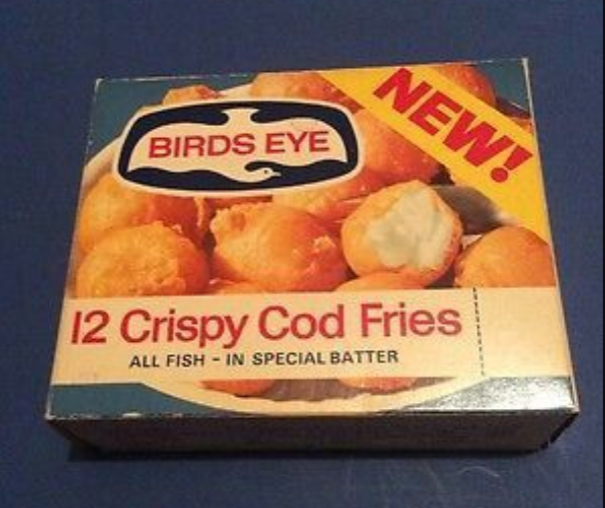 NEW!
BIRDS EYE
12 Crispy Cod Fries
ALL FISH - IN SPECIAL BATTER